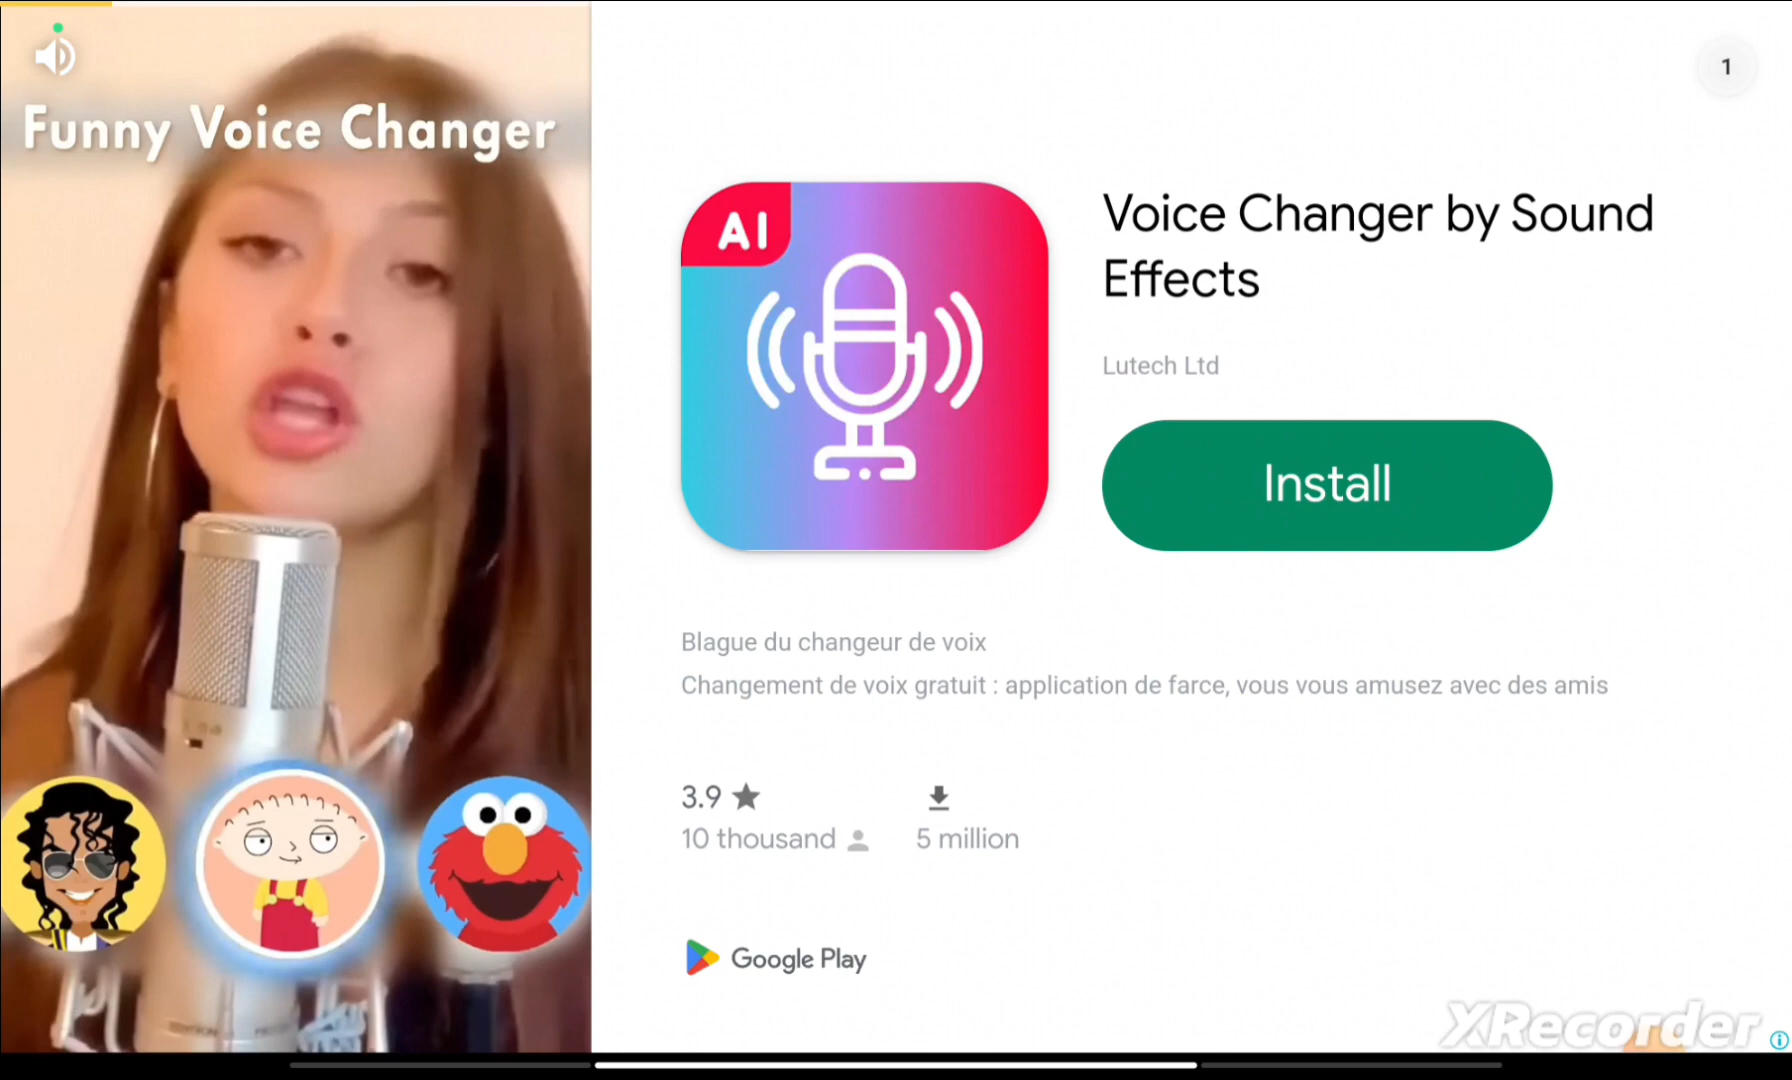 Funny Voice Changer
1
AI
Voice Changer by Sound
Effects
Lutech Ltd
Install
Blague du changeur de voix
Changement de voix gratuit : application de farce, vous vous amusez avec des amis
3.9
10 thousand
5 million
Google Play
XRecorder